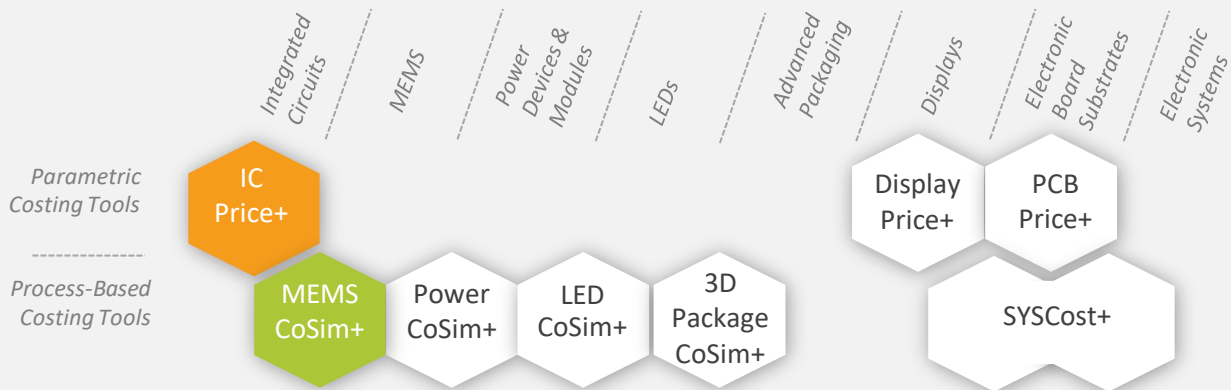 Integrated
Circuits
MEMS
Power
Devices &
Modules
LEDs
Advanced
Packaging
Displays
Electronic
Board
Substrates
Electronic
Systems
Parametric
Costing Tools
IC
Price+
Display
Price+
PCB
Price+
Process-Based
Costing Tools
MEMS
CoSim+
Power
CoSim+
LED
CoSim+
3D
Package
CoSim+
SYSCost+